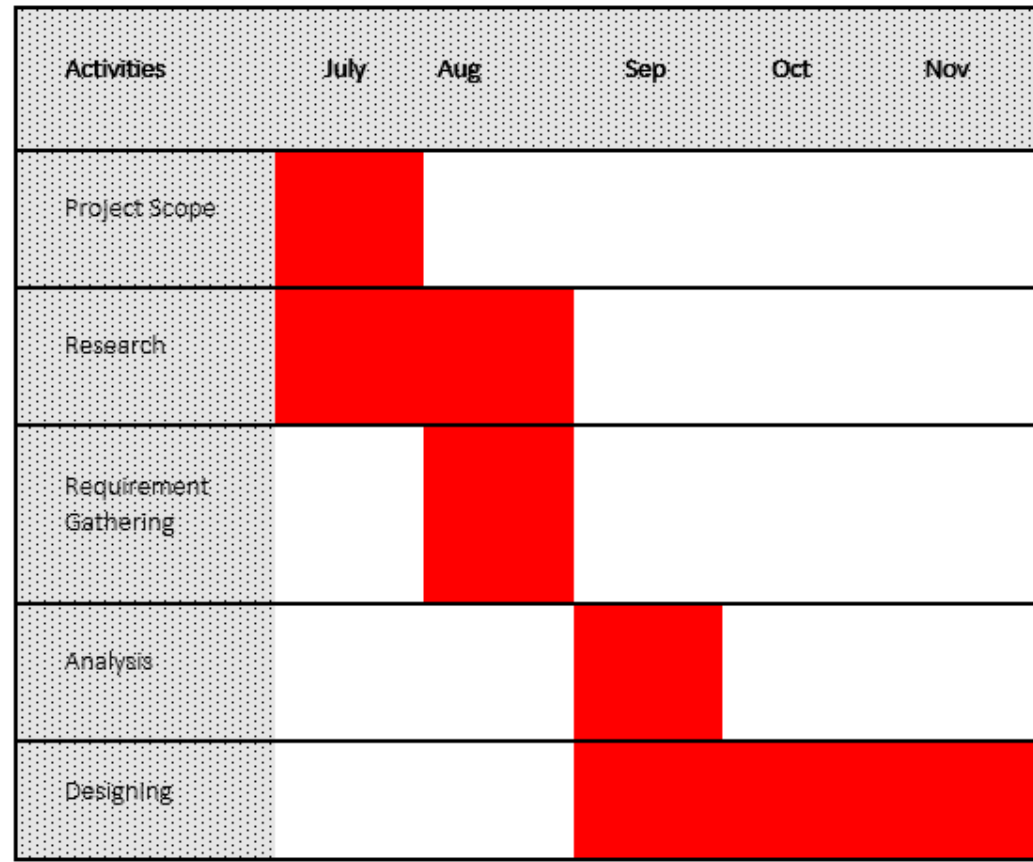 Activities July Aug Sep Oct Nov
Project Scope
Research
Requirement
Gathering
Analysis
Designing